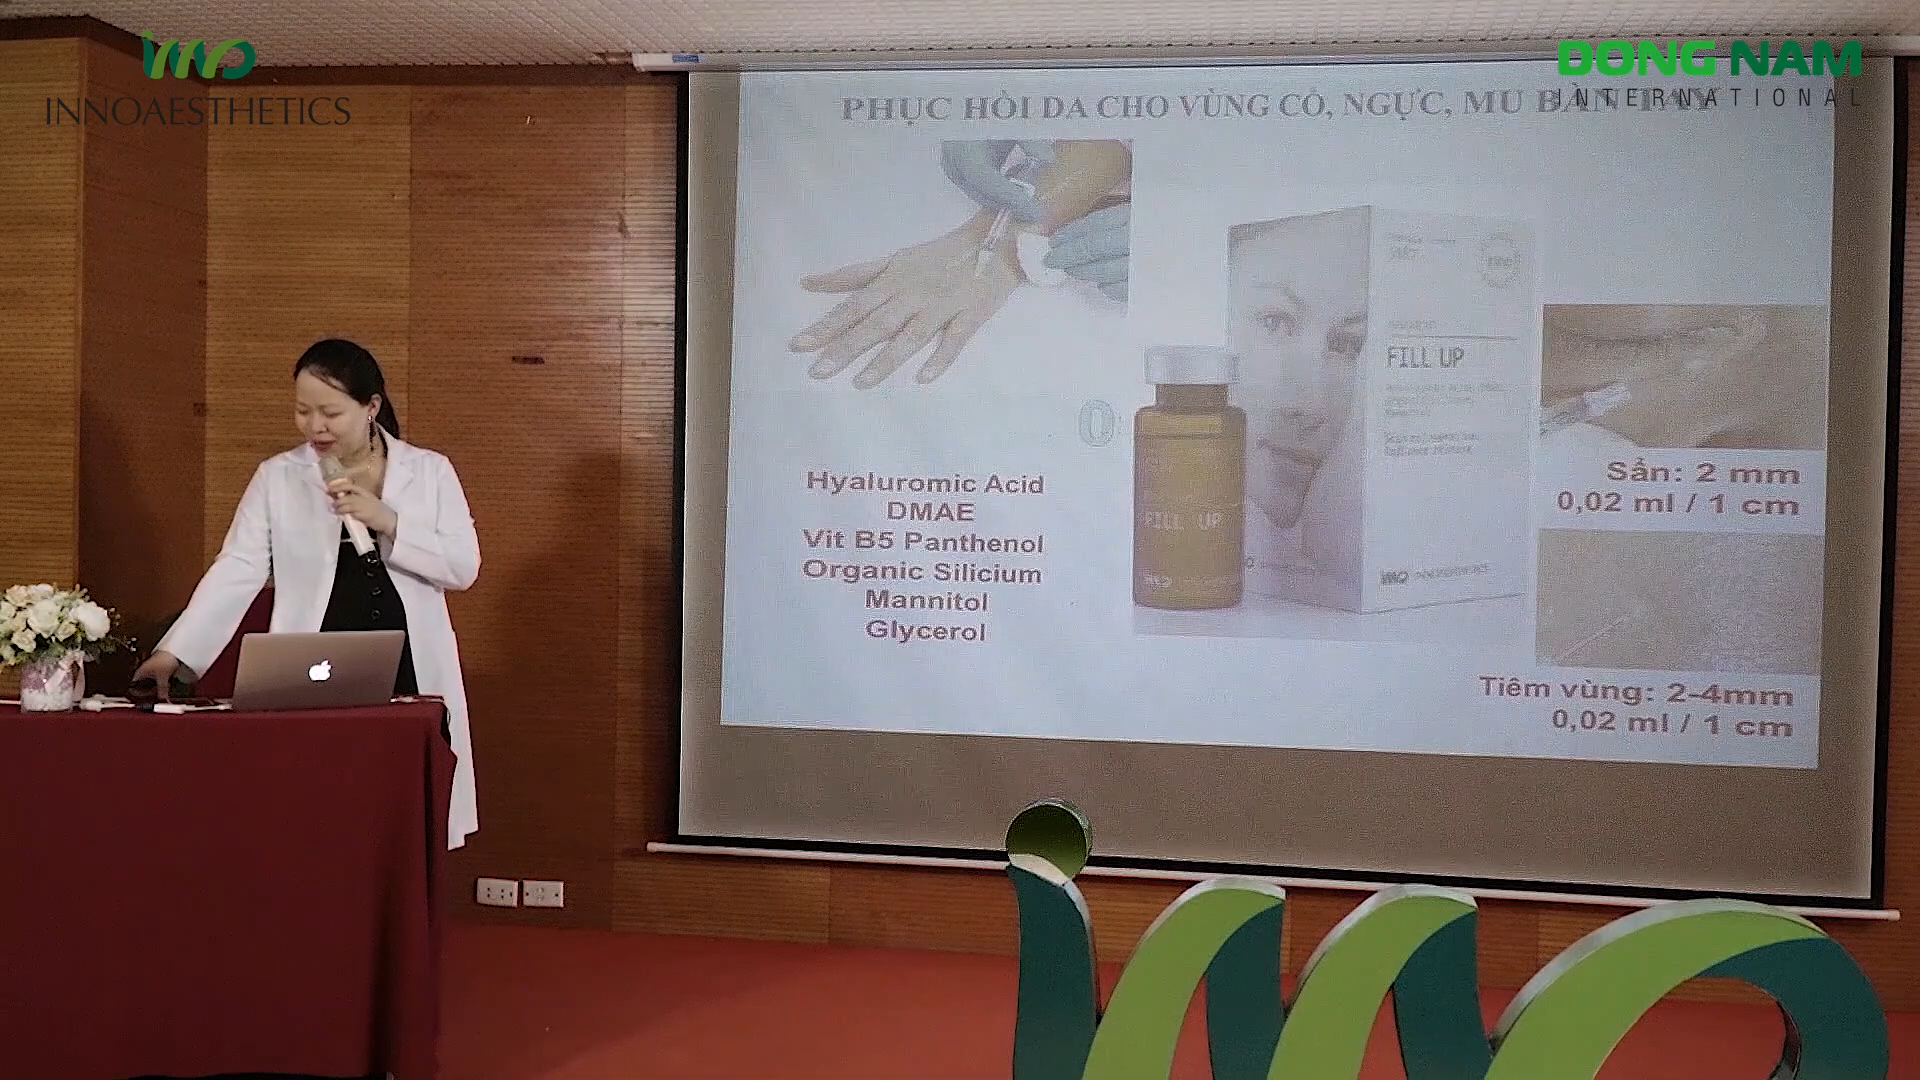 INNOAESTHETICS
DONG NAM
INTERNATIONAL
PHỤC HỒI DA CHO VÙNG CỔ, NGỰC, MU BÀN TAY
FILL UP
Hyaluromic Acid
DMAE
Vit B5 Panthenol
Organic Silicium
Mannitol
Glycerol
FILL UP
Sẩn: 2 mm
0,02 ml / 1 cm
Tiêm vùng: 2-4mm
0,02 ml / 1 cm